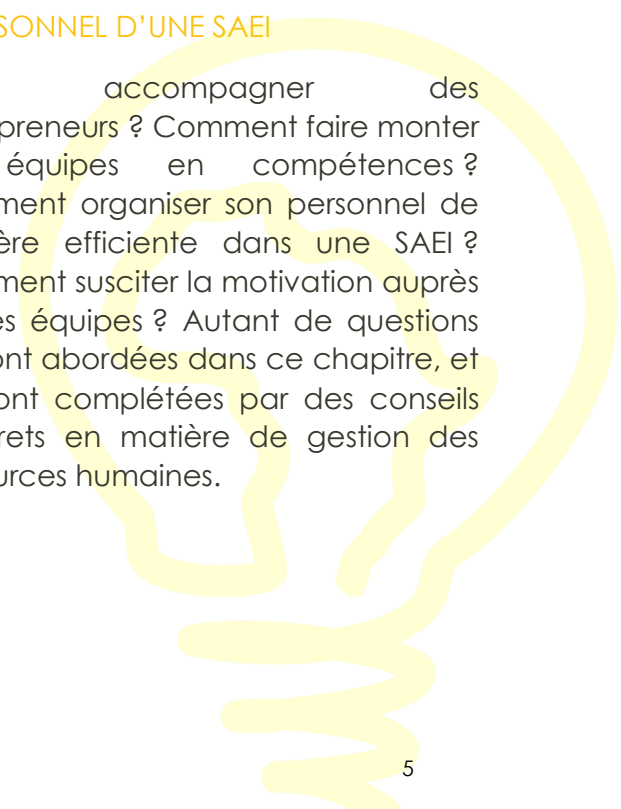 SONNEL D'UNE SAEI
accompagner des
preneurs ? Comment faire monter
équipes en compétences ?
ment organiser son personnel de
ère efficiente dans une SAEI ?
ment susciter la motivation auprès
es équipes ? Autant de questions
ont abordées dans ce chapitre, et
ont complétées par des conseils
rets en matière de gestion des
urces humaines.
5